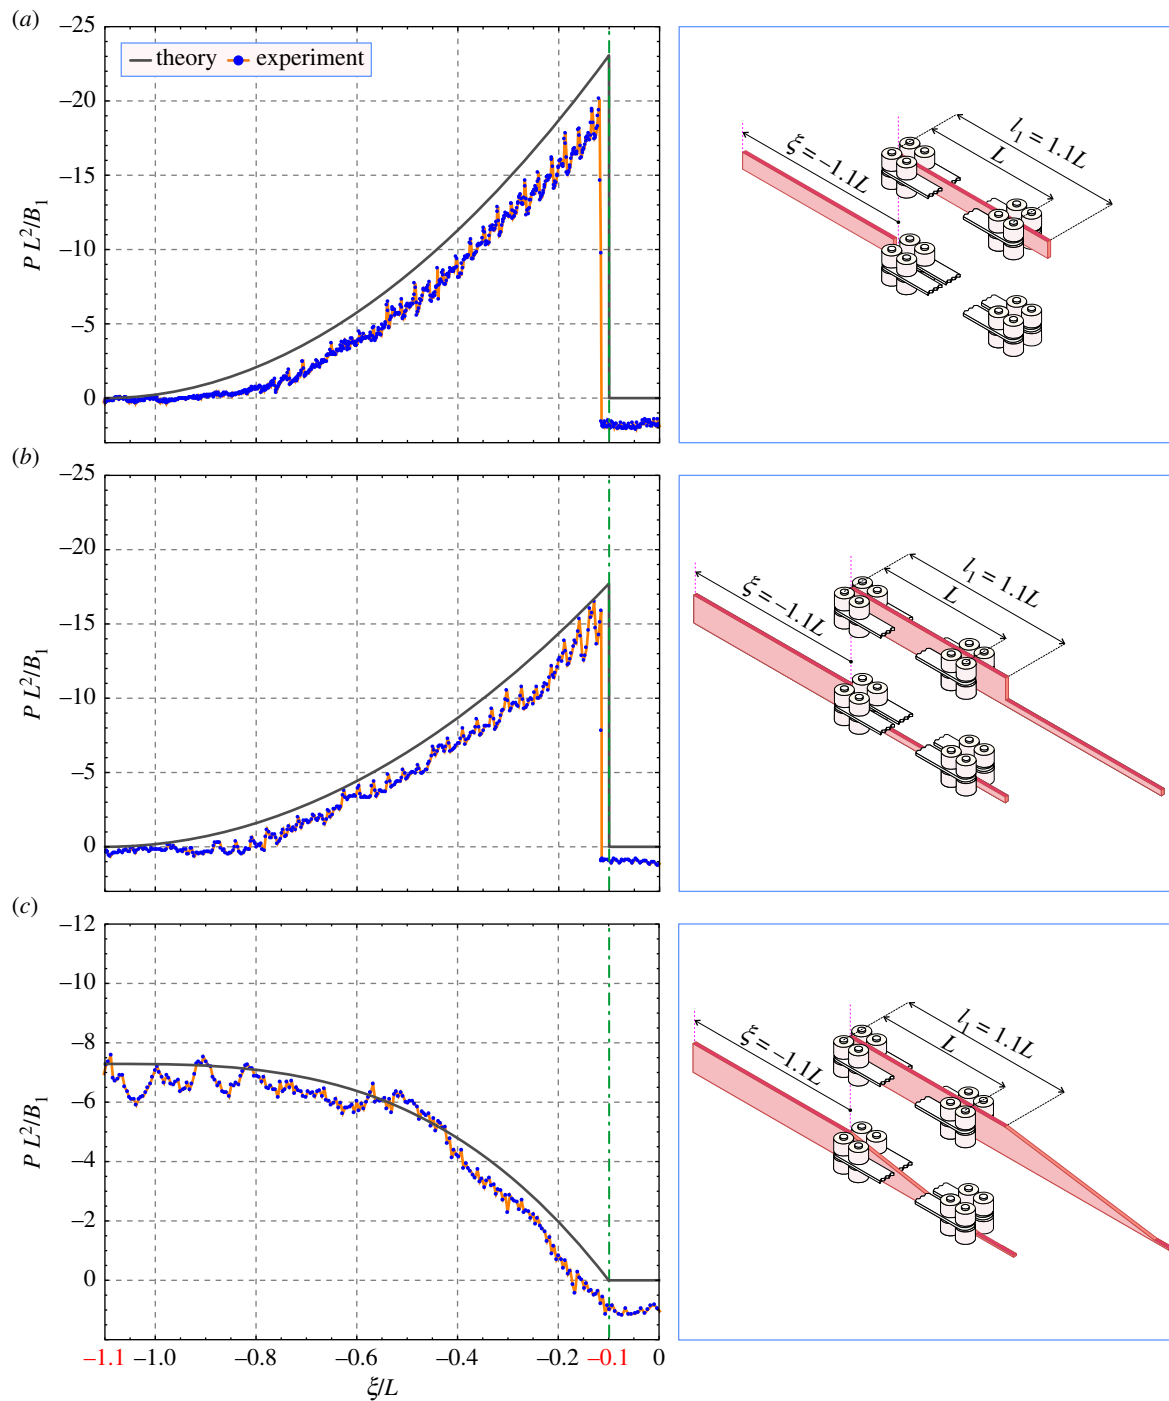 (a)
–25
–20
–15
–10
–5
0
P L²/B₁
theory experiment
ξ = –1.1L
l₁ = 1.1L
L
(b)
–25
–20
–15
–10
–5
0
P L²/B₁
ξ = –1.1L
l₁ = 1.1L
L
(c)
–12
–10
–8
–6
–4
–2
0
P L²/B₁
–1.1 –1.0 –0.8 –0.6 –0.4 –0.2 –0.1 0
ξ/L
ξ = –1.1L
l₁ = 1.1L
L